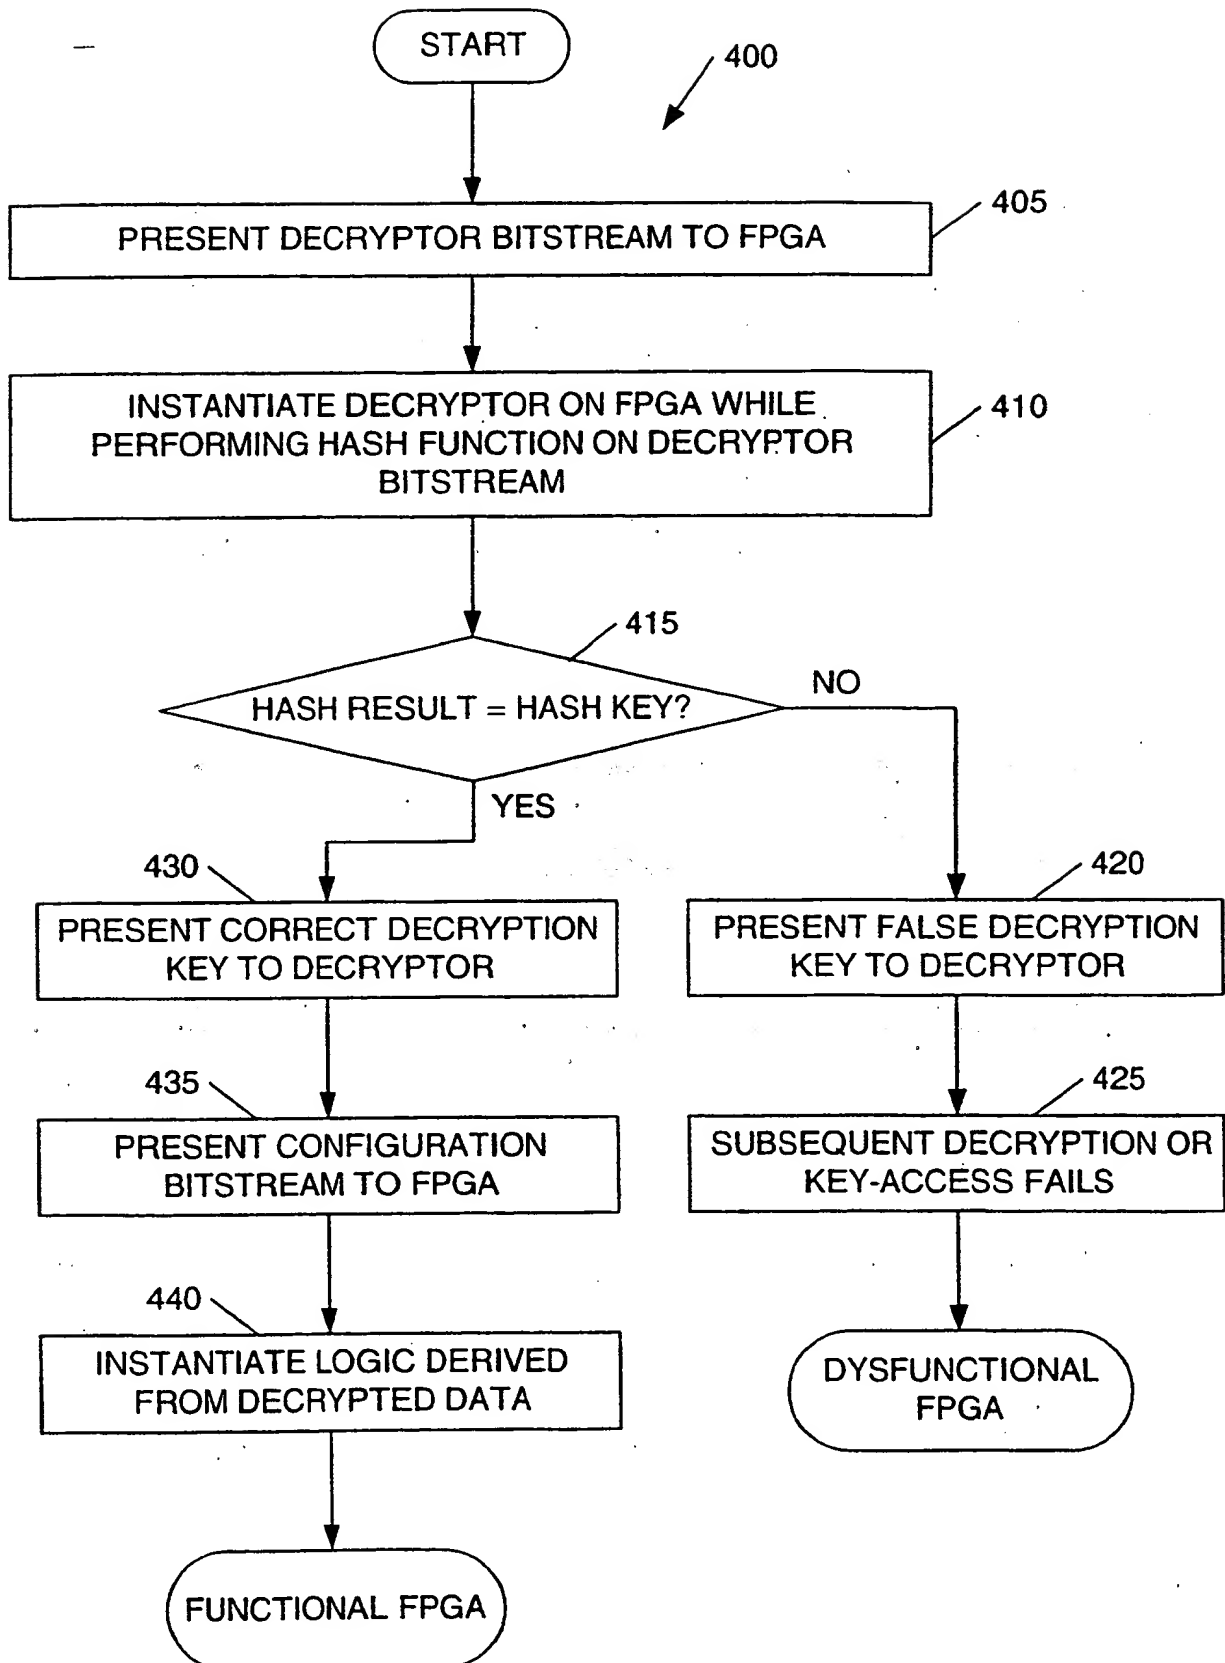 START
400
405
PRESENT DECRYPTOR BITSTREAM TO FPGA
INSTANTIATE DECRYPTOR ON FPGA WHILE
PERFORMING HASH FUNCTION ON DECRYPTOR
BITSTREAM
410
415
HASH RESULT = HASH KEY?
NO
YES
430
PRESENT CORRECT DECRYPTION
KEY TO DECRYPTOR
420
PRESENT FALSE DECRYPTION
KEY TO DECRYPTOR
435
PRESENT CONFIGURATION
BITSTREAM TO FPGA
425
SUBSEQUENT DECRYPTION OR
KEY-ACCESS FAILS
440
INSTANTIATE LOGIC DERIVED
FROM DECRYPTED DATA
DYSFUNCTIONAL
FPGA
FUNCTIONAL FPGA